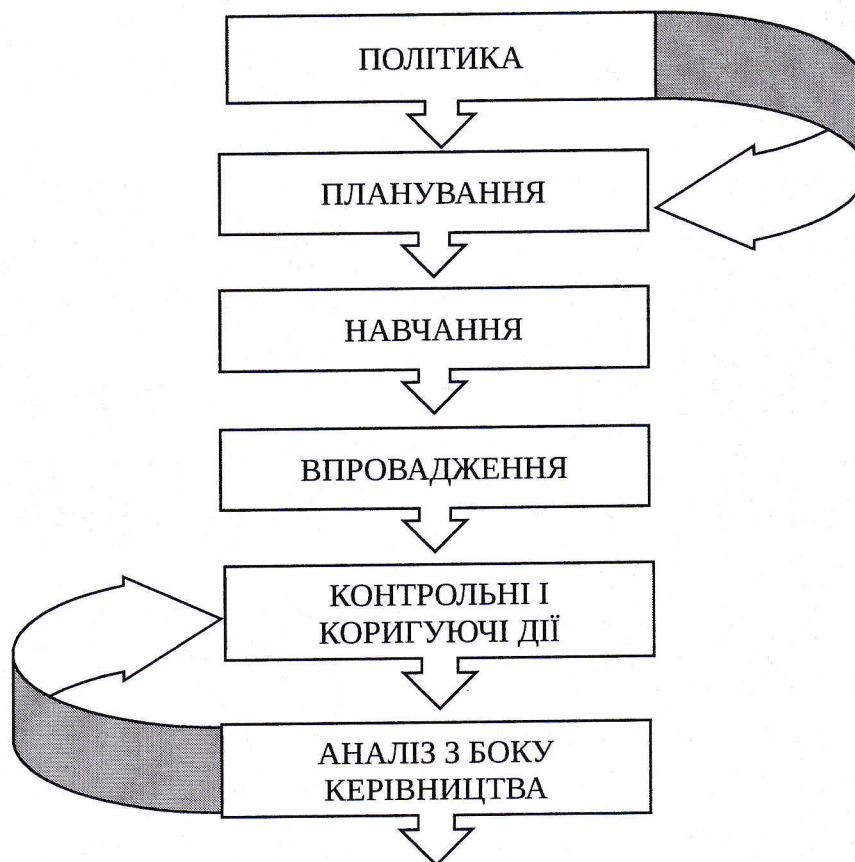 ПОЛІТИКА
ПЛАНУВАННЯ
НАВЧАННЯ
ВПРОВАДЖЕННЯ
КОНТРОЛЬНІ І
КОРИГУЮЧІ ДІЇ
АНАЛІЗ З БОКУ
КЕРІВНИЦТВА